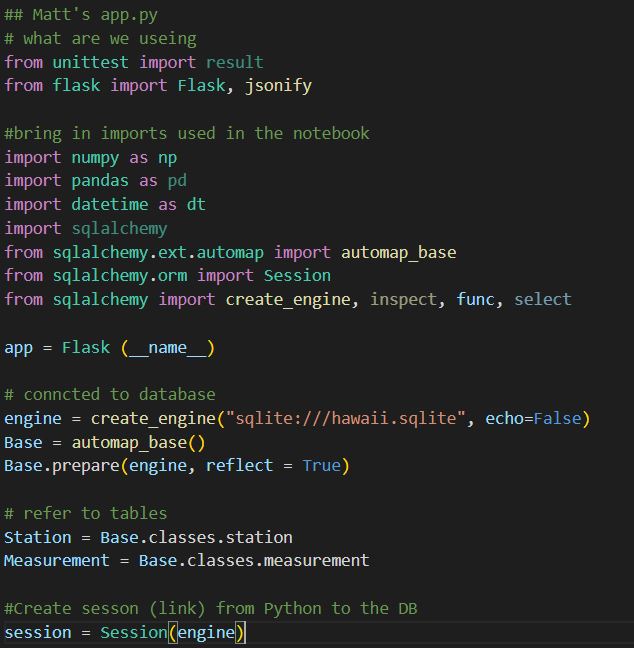 ## Matt's app.py
# what are we useing
from unittest import result
from flask import Flask, jsonify
#bring in imports used in the notebook
import numpy as np
import pandas as pd
import datetime as dt
import sqlalchemy
from sqlalchemy.ext.automap import automap_base
from sqlalchemy.orm import Session
from sqlalchemy import create_engine, inspect, func, select
app = Flask (__name__)
# conncted to database
engine = create_engine("sqlite:///hawaii.sqlite", echo=False)
Base = automap_base()
Base.prepare(engine, reflect = True)
# refer to tables
Station = Base.classes.station
Measurement = Base.classes.measurement
#Create sesson (link) from Python to the DB
session = Session(engine)